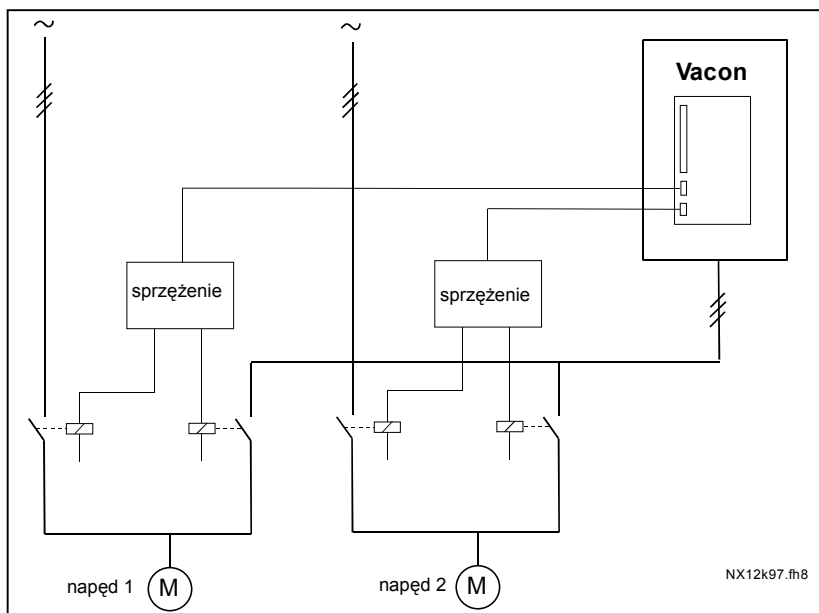 ~
~
Vacon
sprzężenie
sprzężenie
napęd 1
M
napęd 2
M
NX12k97.fh8